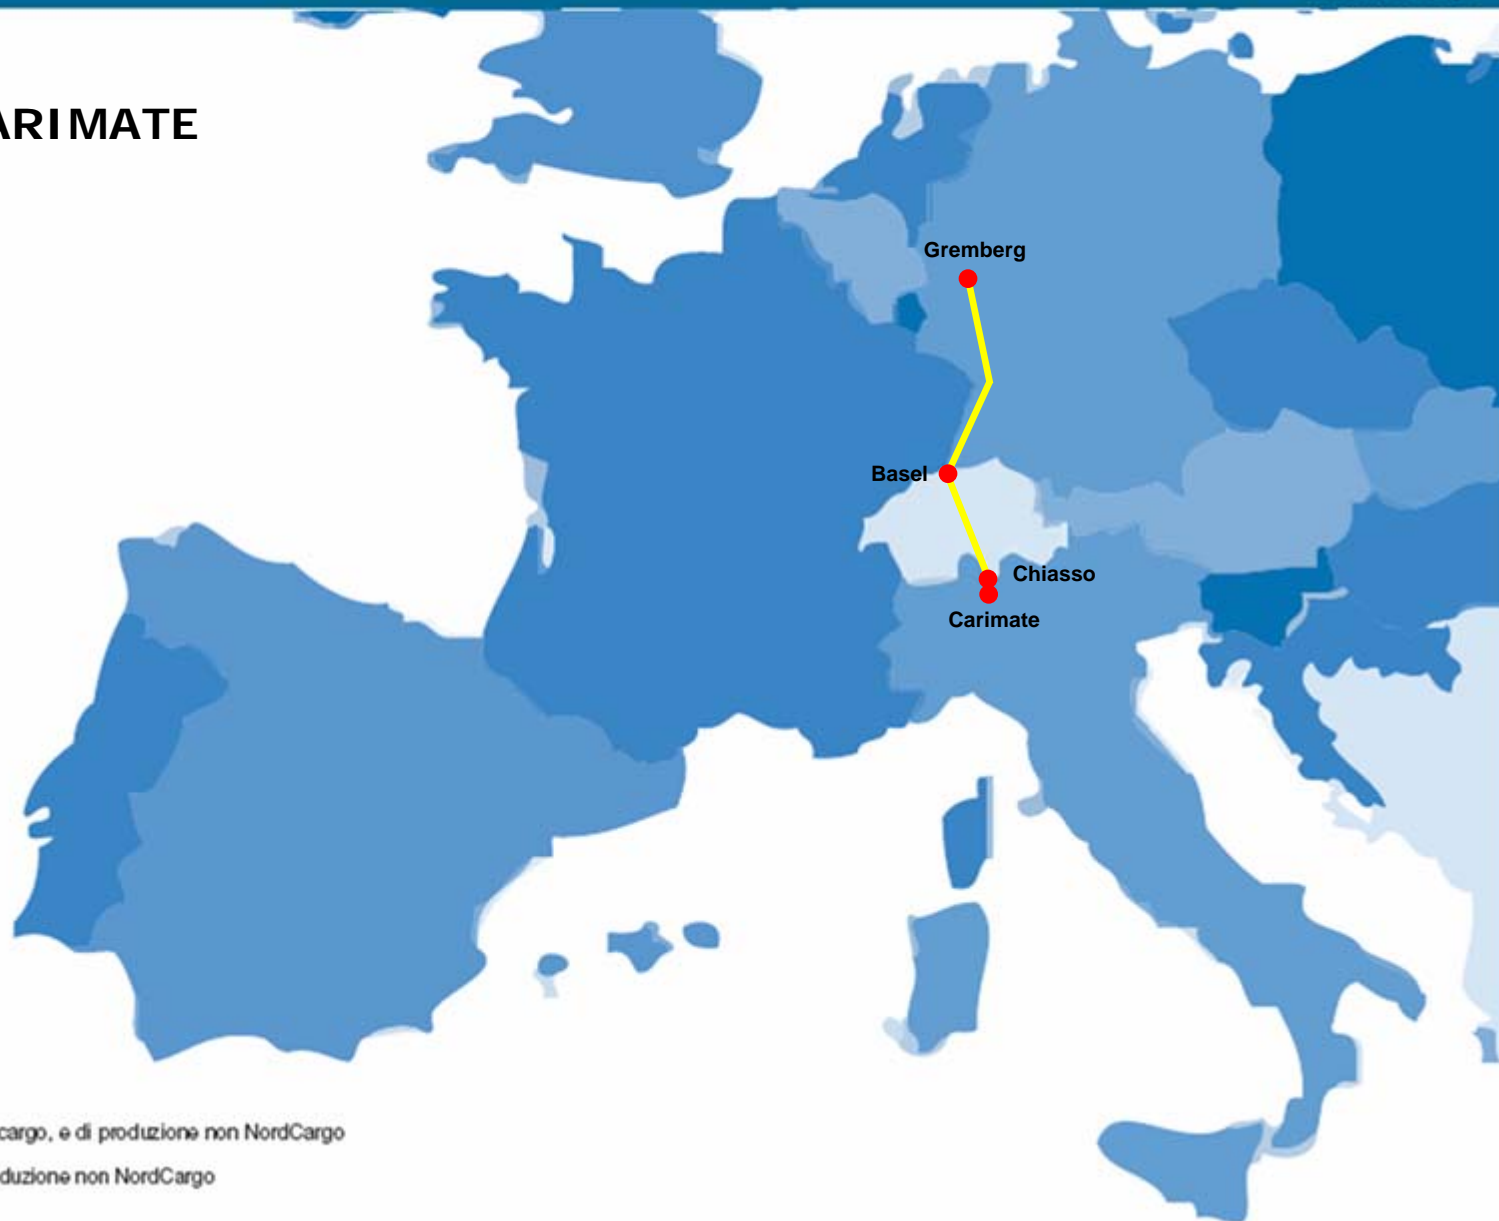 ARIMATE
Gremberg
Basel
Chiasso
Carimate
cargo, e di produzione non NordCargo
duzione non NordCargo